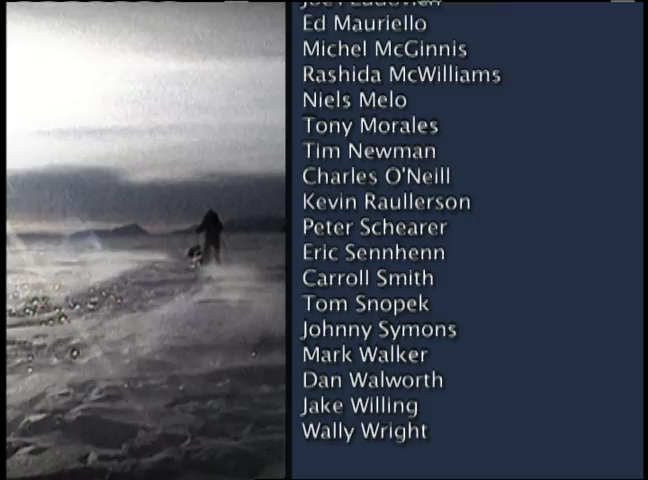 Ed Mauriello
Michel McGinnis
Rashida McWilliams
Niels Melo
Tony Morales
Tim Newman
Charles O'Neill
Kevin Raullerson
Peter Schearer
Eric Sennhenn
Carroll Smith
Tom Snopek
Johnny Symons
Mark Walker
Dan Walworth
Jake Willing
Wally Wright